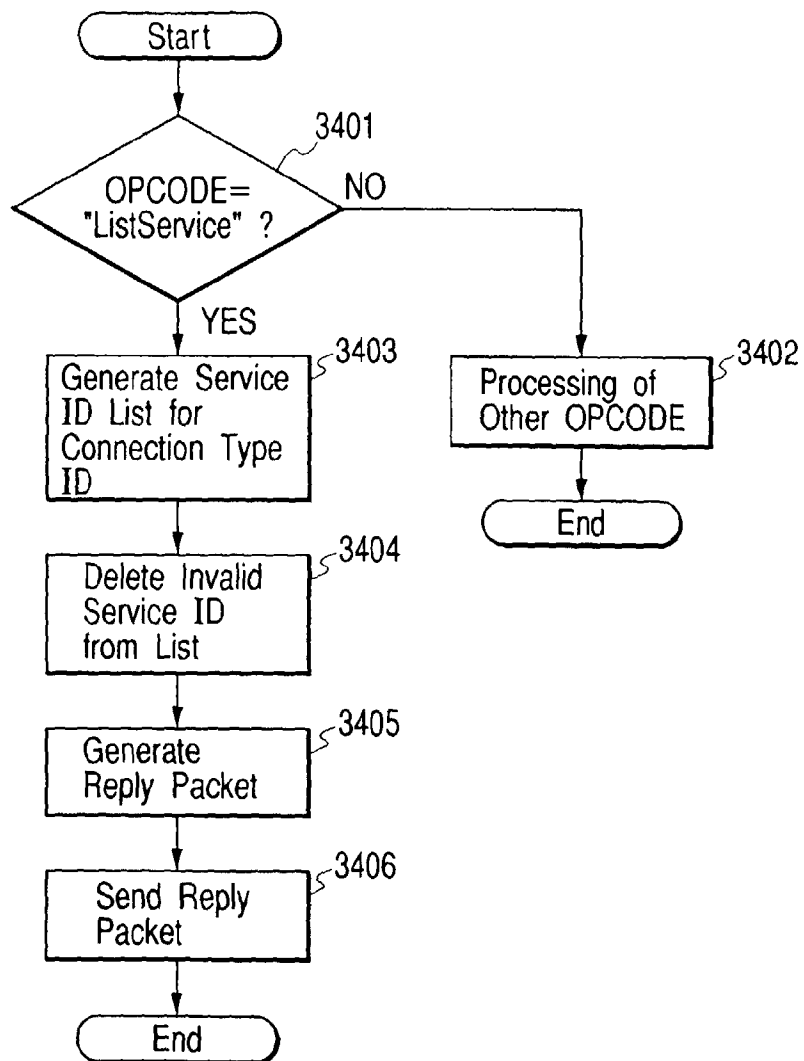 Start
3401
OPCODE=
"ListService" ?
NO
YES
3403
Generate Service
ID List for
Connection Type
ID
3402
Processing of
Other OPCODE
End
3404
Delete Invalid
Service ID
from List
3405
Generate
Reply Packet
3406
Send Reply
Packet
End